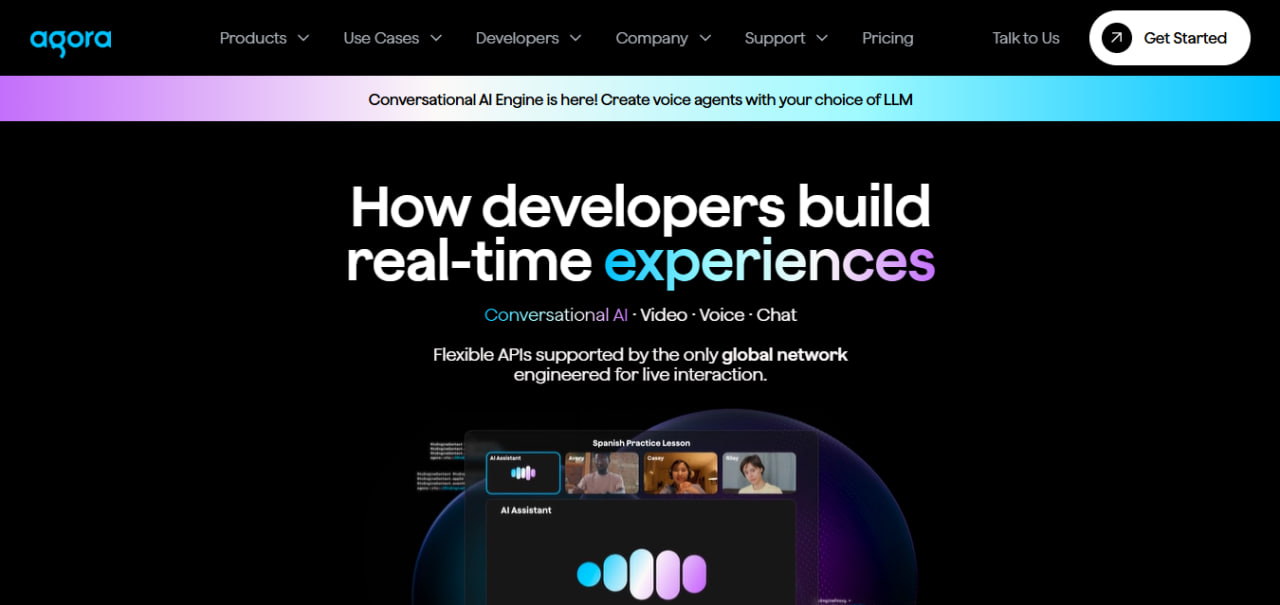 agora
Products
Use Cases
Developers
Company
Support
Pricing
Talk to Us
Get Started
Conversational AI Engine is here! Create voice agents with your choice of LLM
How developers build
real-time experiences
Conversational AI · Video · Voice · Chat
Flexible APIs supported by the only global network
engineered for live interaction.
Spanish Practice Lesson
AI Assistant
Avery
Casey
Riley
AI Assistant